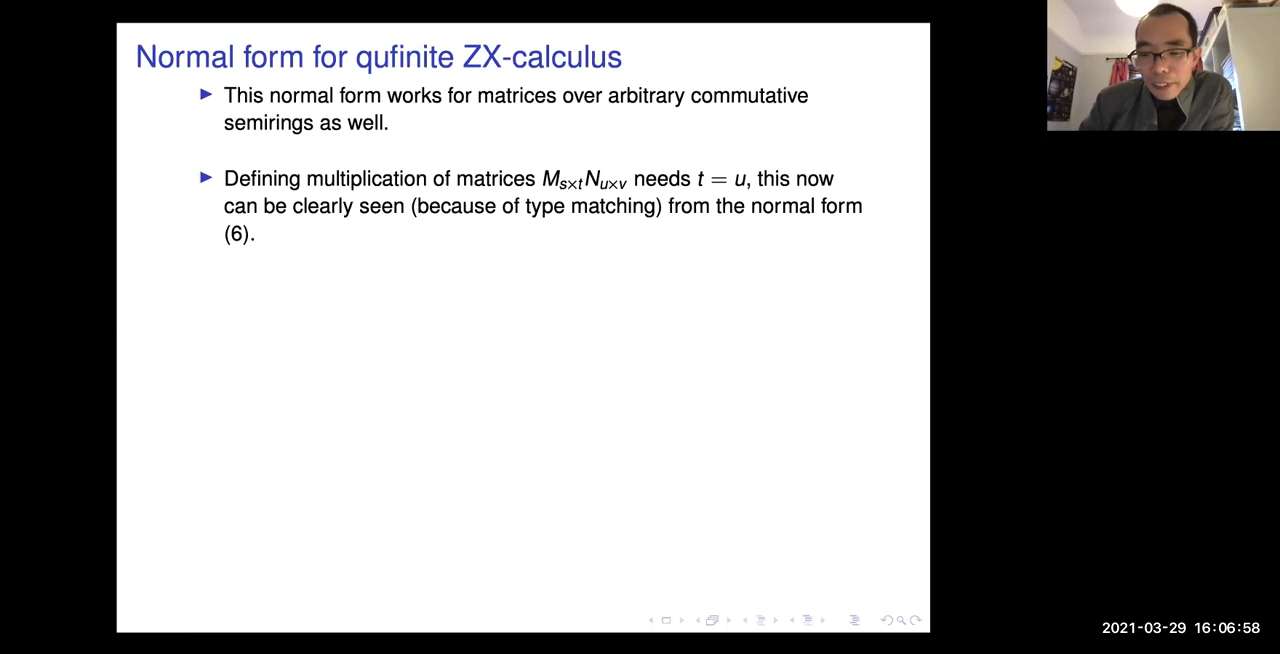 Normal form for qufinite ZX-calculus
This normal form works for matrices over arbitrary commutative
semirings as well.
Defining multiplication of matrices MₛₓₜNᵤₓᵥ needs t = u, this now
can be clearly seen (because of type matching) from the normal form
(6).
2021-03-29 16:06:58